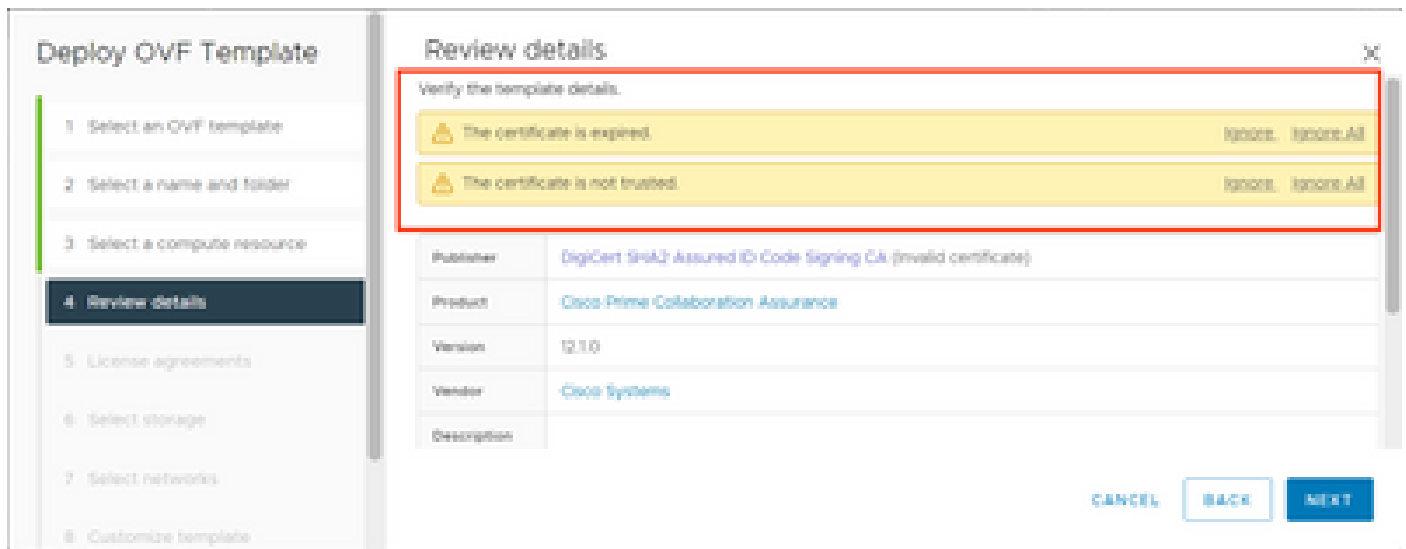 Deploy OVF Template
1 Select an OVF template
2 Select a name and folder
3 Select a compute resource
4 Review details
5 License agreements
6 Select storage
7 Select networks
8 Customize template
Review details
Verify the template details.
The certificate is expired. Ignore. Ignore All
The certificate is not trusted. Ignore. Ignore All
Publisher DigiCert SHA2 Assured ID Code Signing CA (Invalid certificate)
Product Cisco Prime Collaboration Assurance
Version 12.1.0
Vendor Cisco Systems
Description
CANCEL BACK NEXT